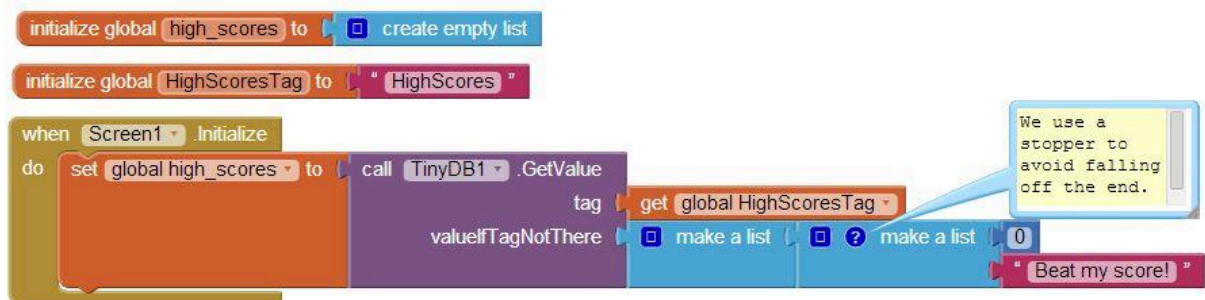 initialize global high_scores to create empty list
initialize global HighScoresTag to " HighScores "
when Screen1 .Initialize
do set global high_scores to call TinyDB1 .GetValue
tag get global HighScoresTag
valueIfTagNotThere make a list ? make a list 0
" Beat my score! "
We use a
stopper to
avoid falling
off the end.